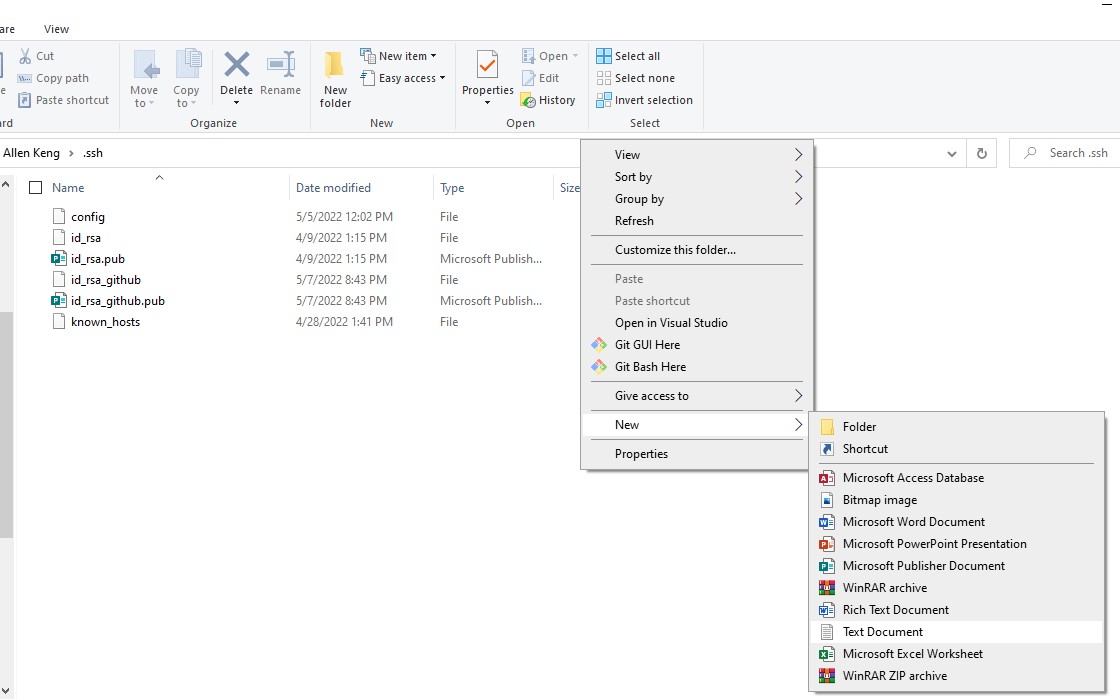 are View
Cut
Copy path
Paste shortcut
Move to
Copy to
Delete
Rename
Organize
New folder
New item
Easy access
New
Properties
Open
Edit
History
Open
Select all
Select none
Invert selection
Select
Allen Keng > .ssh
Search .ssh
Name Date modified Type Size
config 5/5/2022 12:02 PM File
id_rsa 4/9/2022 1:15 PM File
id_rsa.pub 4/9/2022 1:15 PM Microsoft Publish...
id_rsa_github 5/7/2022 8:43 PM File
id_rsa_github.pub 5/7/2022 8:43 PM Microsoft Publish...
known_hosts 4/28/2022 1:41 PM File
View
Sort by
Group by
Refresh
Customize this folder...
Paste
Paste shortcut
Open in Visual Studio
Git GUI Here
Git Bash Here
Give access to
New
Properties
Folder
Shortcut
Microsoft Access Database
Bitmap image
Microsoft Word Document
Microsoft PowerPoint Presentation
Microsoft Publisher Document
WinRAR archive
Rich Text Document
Text Document
Microsoft Excel Worksheet
WinRAR ZIP archive